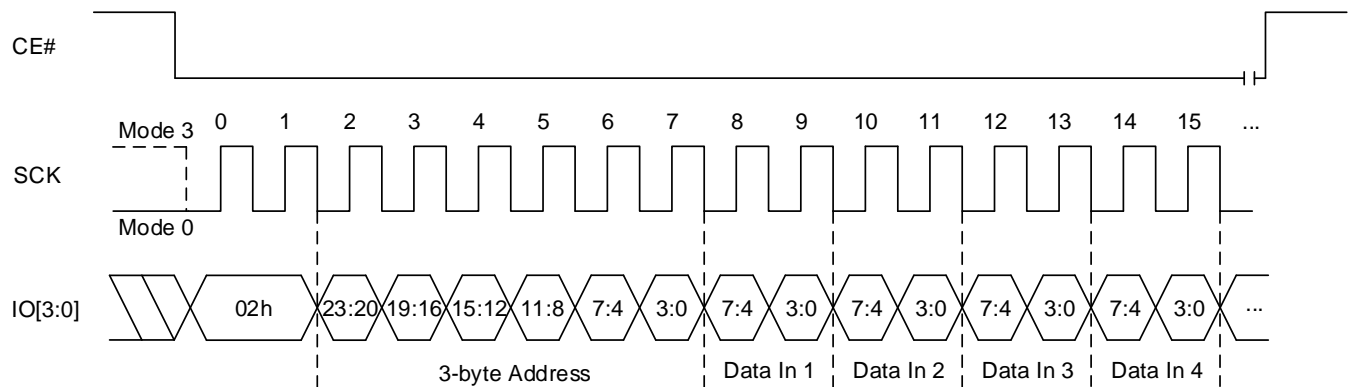 CE#
Mode 3 0 1 2 3 4 5 6 7 8 9 10 11 12 13 14 15 ...
SCK
Mode 0
IO[3:0] 02h 23:20 19:16 15:12 11:8 7:4 3:0 7:4 3:0 7:4 3:0 7:4 3:0 7:4 3:0 ...
3-byte Address Data In 1 Data In 2 Data In 3 Data In 4